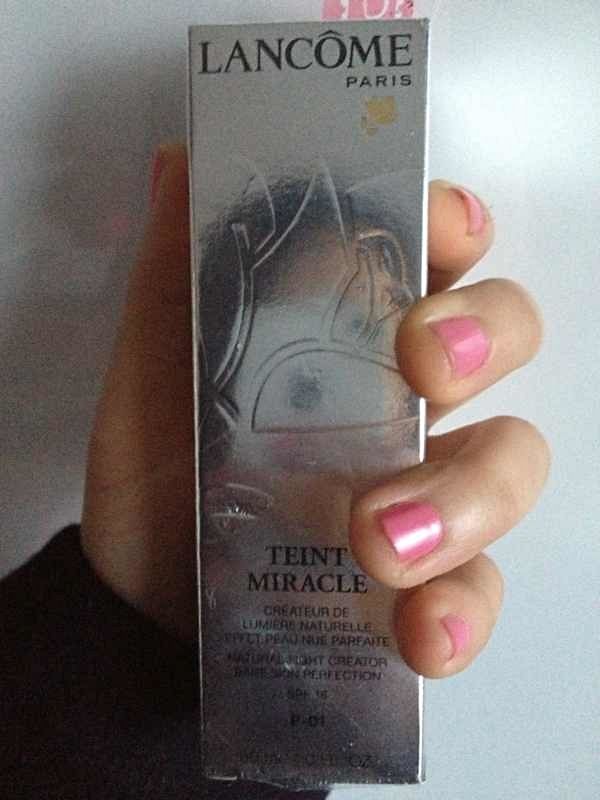 LANCÔME
PARIS
TEINT
MIRACLE
CRÉATEUR DE
LUMIÈRE NATURELLE
EFFET PEAU NUE PARFAITE
NATURAL LIGHT CREATOR
BARE SKIN PERFECTION
SPF 15
P-01